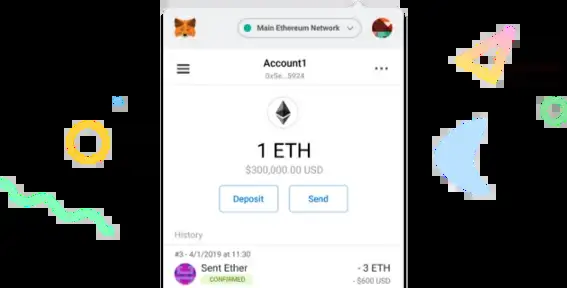 Main Ethereum Network
Account1
0x5e...5924
1 ETH
$300,000.00 USD
Deposit Send
History
#3 - 4/1/2019 at 11:30
Sent Ether - 3 ETH
CONFIRMED - $600 USD